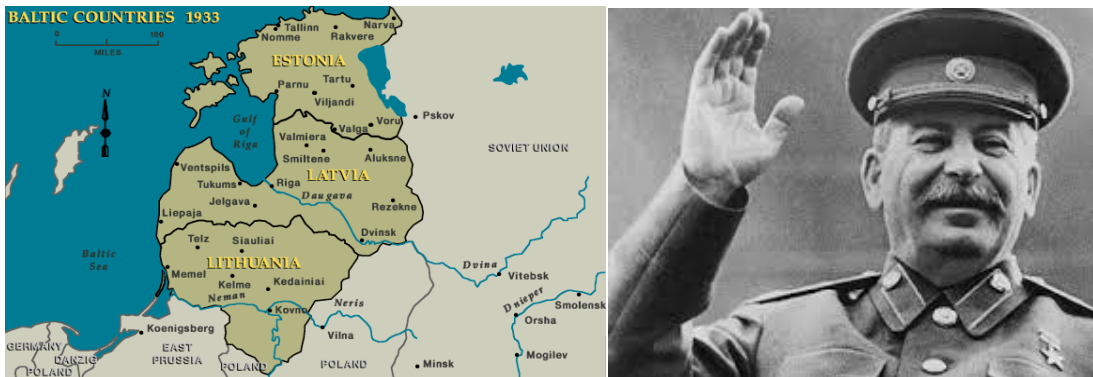 BALTIC COUNTRIES 1933
0 100
MILES
N
Tallinn
Nomme
Narva
Rakvere
ESTONIA
Parnu
Tartu
Viljandi
Gulf
of
Riga
Valga
Voru
Pskov
Valmiera
Smiltene
Aluksne
SOVIET UNION
Ventspils
Tukums
Riga
LATVIA
Daugava
Jelgava
Rezekne
Liepaja
Dvinsk
Baltic
Sea
Telz
Siauliai
LITHUANIA
Memel
Kelme
Kedainiai
Neman
Kovno
Neris
Vilna
Dvina
Vitebsk
Dnieper
Smolensk
Orsha
Mogilev
Minsk
Koenigsberg
GERMANY
DANZIG
POLAND
EAST
PRUSSIA
POLAND
POLAND